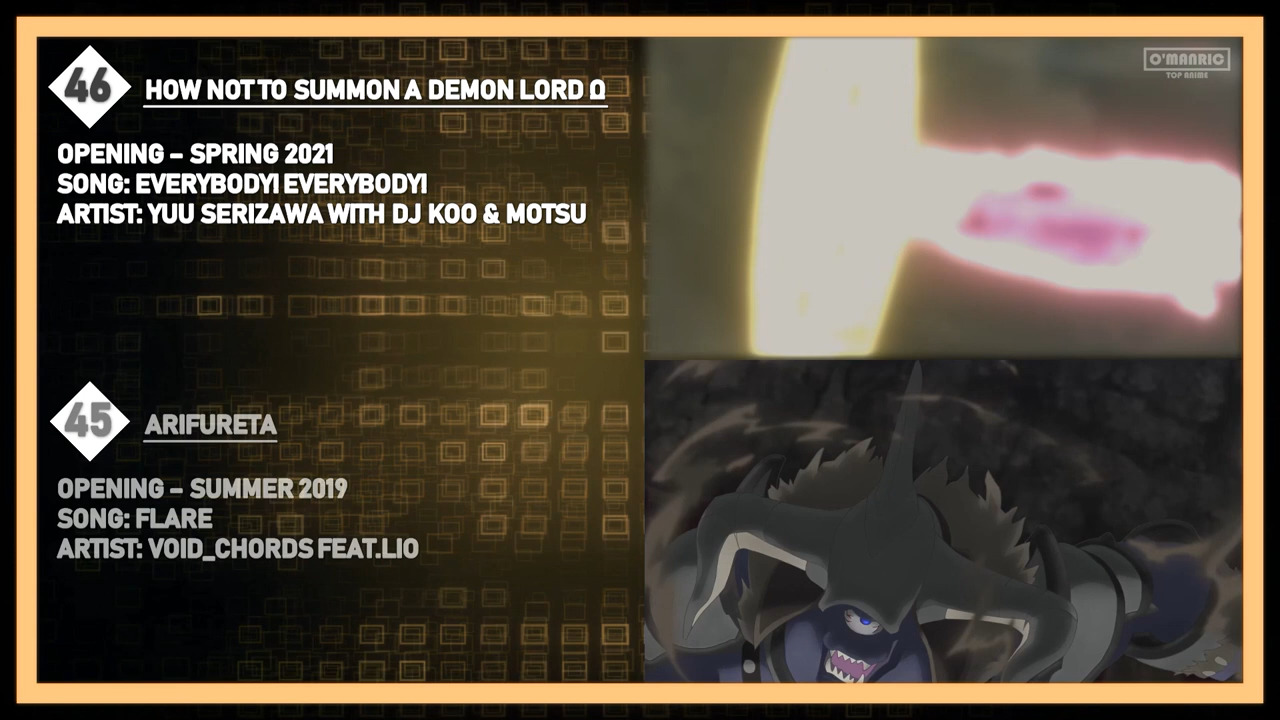 46
HOW NOT TO SUMMON A DEMON LORD Ω
OPENING – SPRING 2021
SONG: EVERYBODY! EVERYBODY!
ARTIST: YUU SERIZAWA WITH DJ KOO & MOTSU
O'MANRIC
TOP ANIME
45
ARIFURETA
OPENING – SUMMER 2019
SONG: FLARE
ARTIST: VOID_CHORDS FEAT.LIO